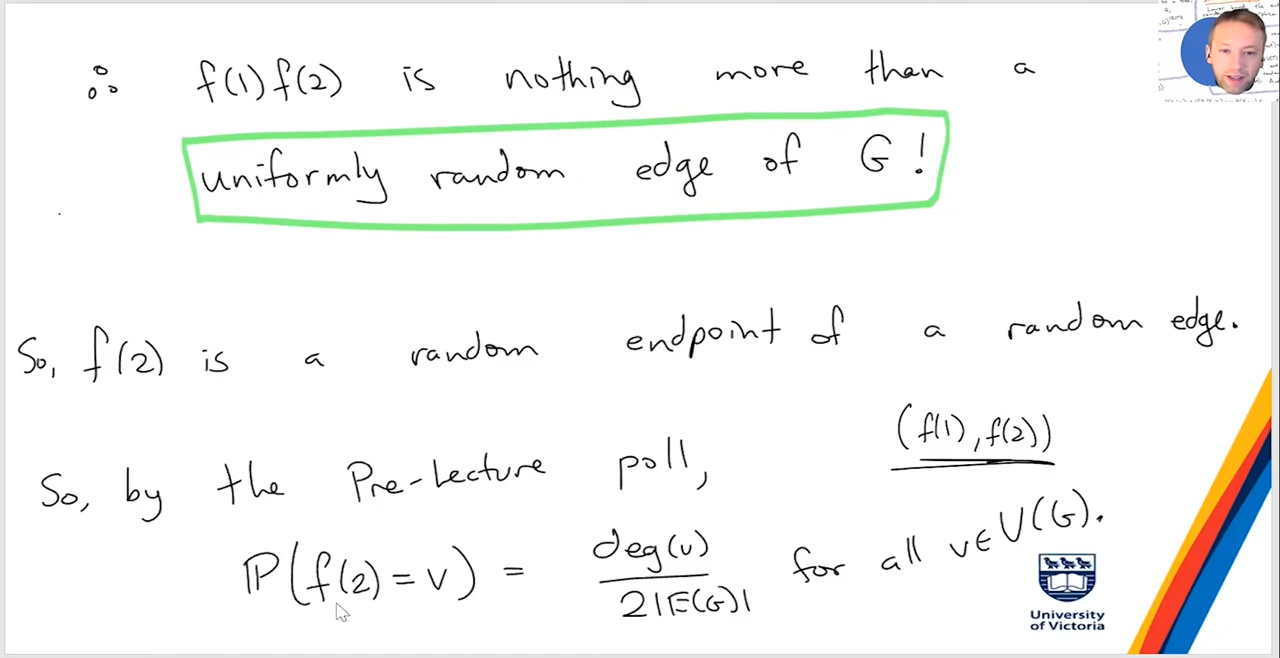 ∴ f(1)f(2) is nothing more than a
uniformly random edge of G!
So, f(2) is a random endpoint of a random edge.
(f(1), f(2))
So, by the Pre-Lecture poll,
ℙ(f(2) = v) = deg(v) / 2|E(G)| for all v ∈ V(G).
University
of Victoria